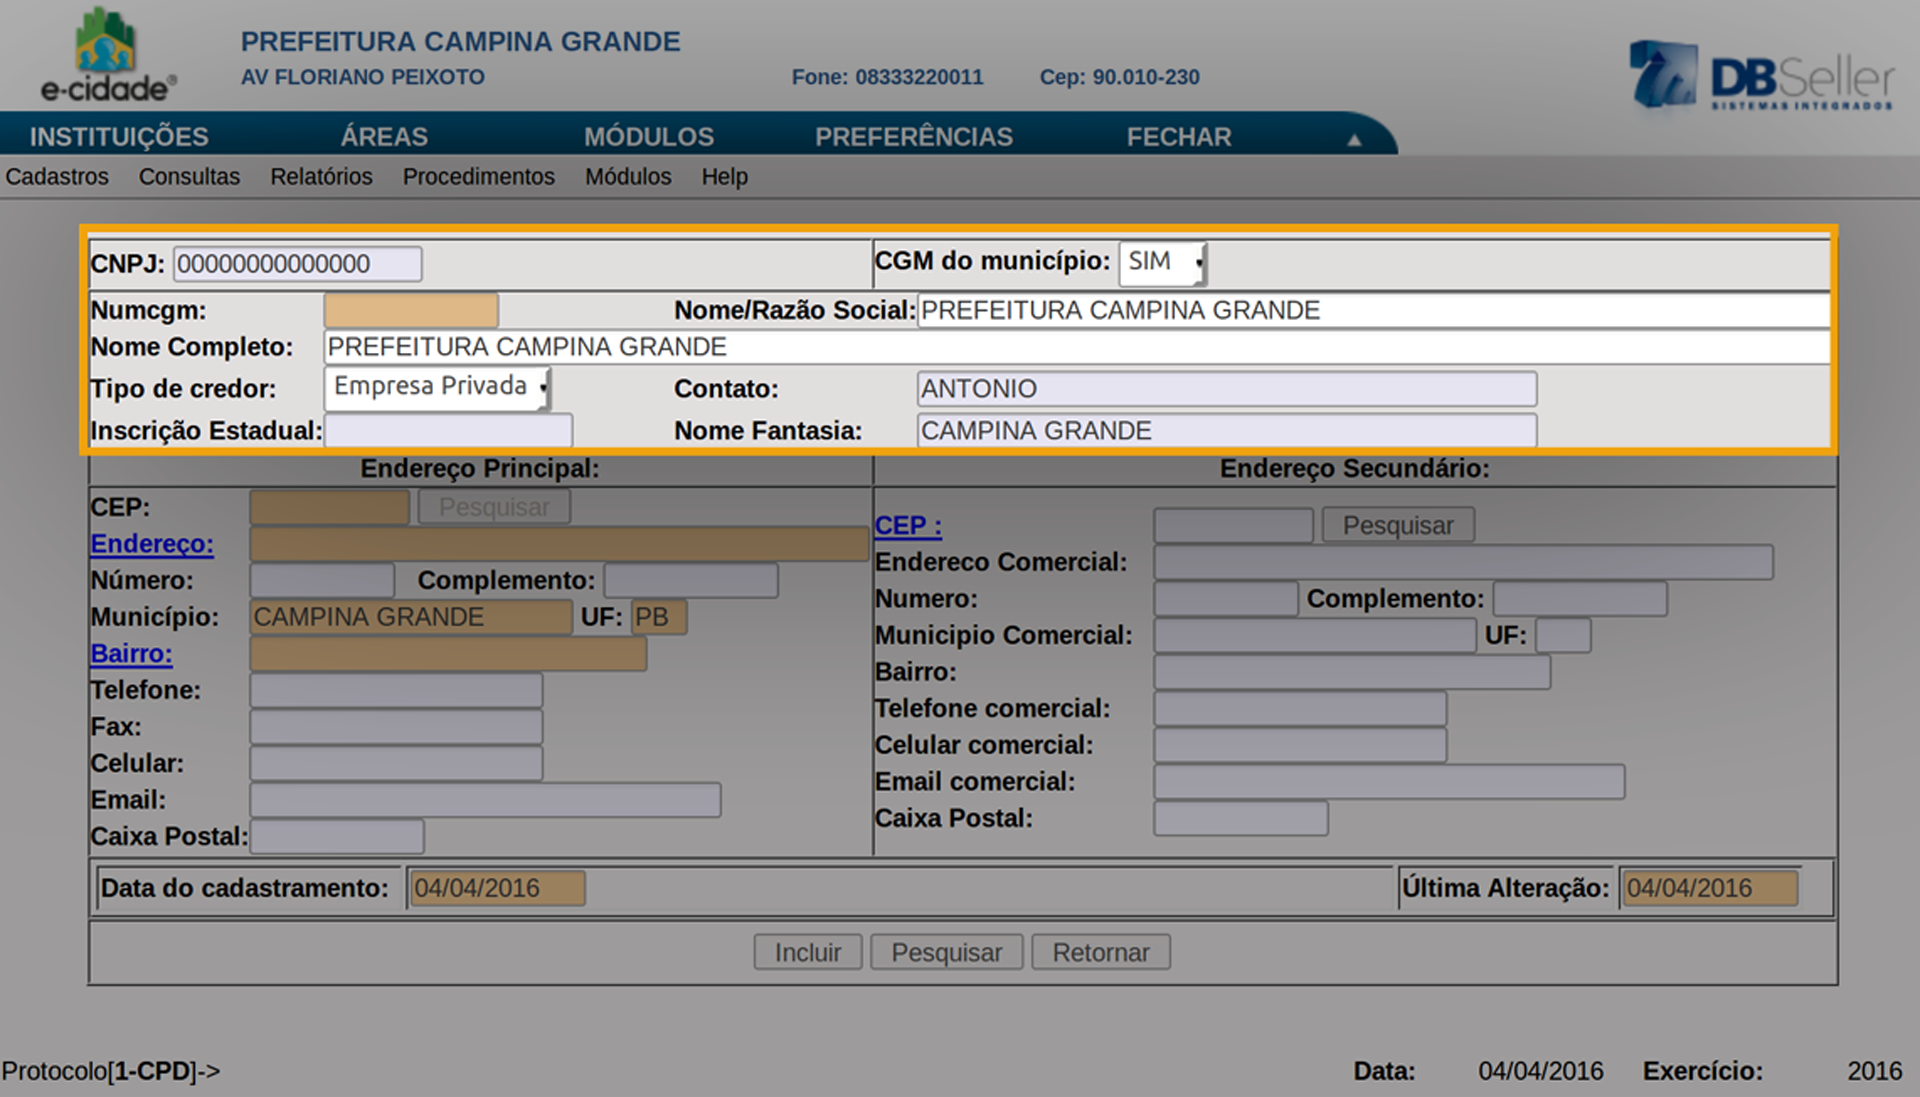 e-cidade®
PREFEITURA CAMPINA GRANDE
AV FLORIANO PEIXOTO Fone: 08333220011 Cep: 90.010-230
DBSeller
SISTEMAS INTEGRADOS
INSTITUIÇÕES ÁREAS MÓDULOS PREFERÊNCIAS FECHAR ▲
Cadastros Consultas Relatórios Procedimentos Módulos Help
CNPJ: 00000000000000 CGM do município: SIM
Numcgm: Nome/Razão Social: PREFEITURA CAMPINA GRANDE
Nome Completo: PREFEITURA CAMPINA GRANDE
Tipo de credor: Empresa Privada Contato: ANTONIO
Inscrição Estadual: Nome Fantasia: CAMPINA GRANDE
Endereço Principal: Endereço Secundário:
CEP: Pesquisar
Endereço:
Número: Complemento:
Município: CAMPINA GRANDE UF: PB
Bairro:
Telefone:
Fax:
Celular:
Email:
Caixa Postal:
CEP : Pesquisar
Endereco Comercial:
Numero: Complemento:
Municipio Comercial: UF:
Bairro:
Telefone comercial:
Celular comercial:
Email comercial:
Caixa Postal:
Data do cadastramento: 04/04/2016 Última Alteração: 04/04/2016
Incluir Pesquisar Retornar
Protocolo[1-CPD]-> Data: 04/04/2016 Exercício: 2016